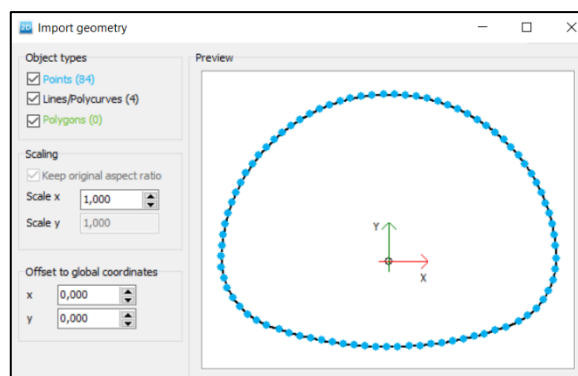 2D Import geometry
Object types
Points (84)
Lines/Polycurves (4)
Polygons (0)
Scaling
Keep original aspect ratio
Scale x 1,000
Scale y 1,000
Offset to global coordinates
x 0,000
y 0,000
Preview
Y
X